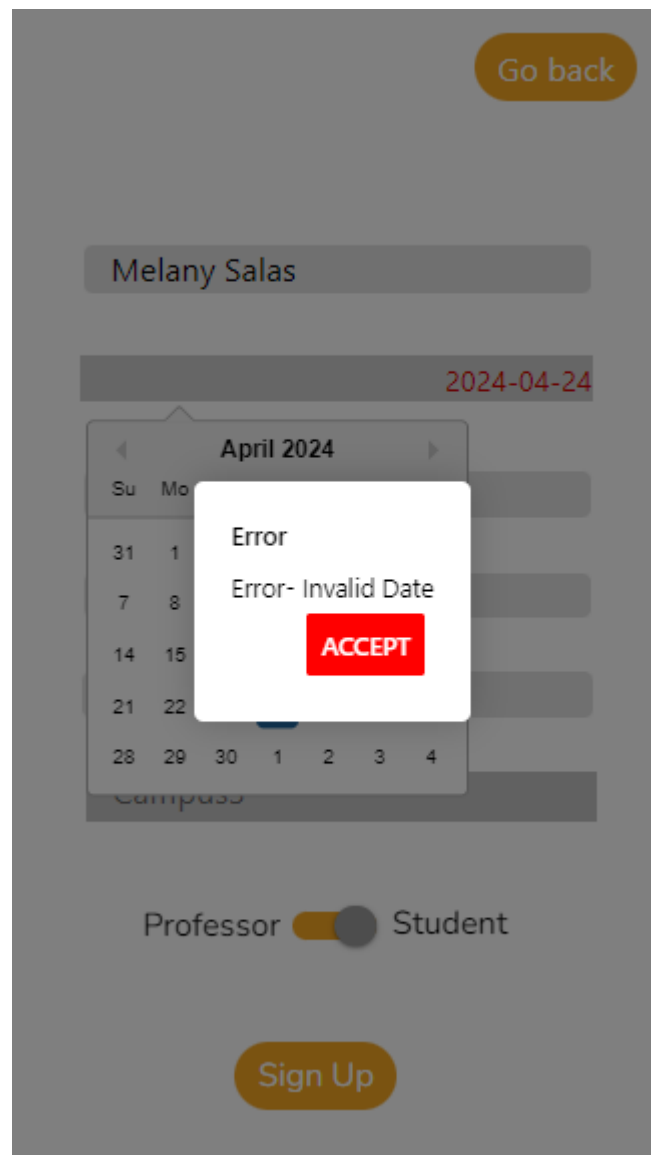 Go back
Melany Salas
2024-04-24
April 2024
Su Mo
31 1
7 8
14 15
21 22
28 29 30 1 2 3 4
Error
Error- Invalid Date
ACCEPT
Professor Student
Sign Up